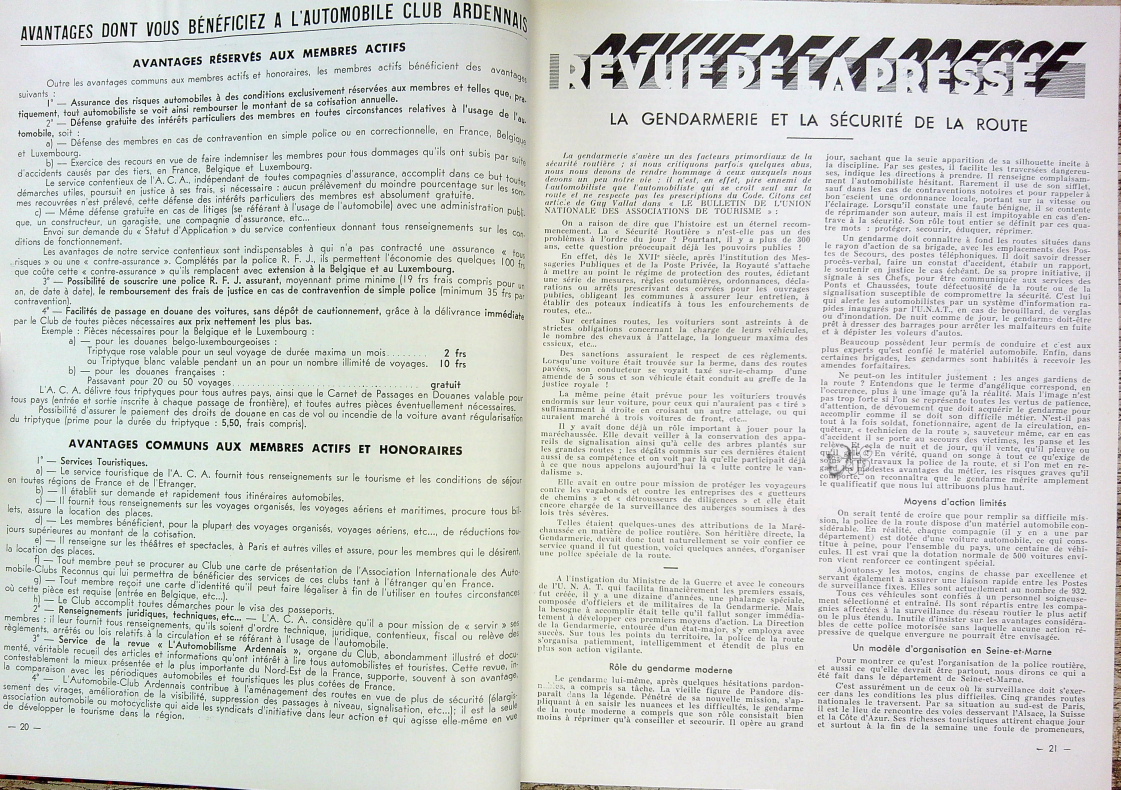 AVANTAGES DONT VOUS BÉNÉFICIEZ A L'AUTOMOBILE CLUB ARDENNAIS
AVANTAGES RÉSERVÉS AUX MEMBRES ACTIFS
Outre les avantages communs aux membres actifs et honoraires, les membres actifs bénéficient des avantages
suivants :
1° — Assurance des risques automobiles à des conditions exclusivement réservées aux membres et telles que, pra-
tiquement, tout automobiliste se voit ainsi rembourser le montant de sa cotisation annuelle.
2° — Défense gratuite des intérêts particuliers des membres en toutes circonstances relatives à l'usage de l'au-
tomobile, soit :
a) — Défense des membres en cas de contravention en simple police ou en correctionnelle, en France, Belgique
et Luxembourg.
b) — Exercice des recours en vue de faire indemniser les membres pour tous dommages qu'ils ont subis par suite
d'accidents causés par des tiers, en France, Belgique et Luxembourg.
Le service contentieux de l'A. C. A., indépendant de toutes compagnies d'assurance, accomplit dans ce but toutes
démarches utiles, poursuit en justice à ses frais, si nécessaire : aucun prélèvement du moindre pourcentage sur les som-
mes recouvrées n'est prélevé, cette défense des intérêts particuliers des membres est absolument gratuite.
c) — Même défense gratuite en cas de litiges (se référant à l'usage de l'automobile) avec une administration publi-
que, un constructeur, un garagiste, une compagnie d'assurance, etc...
Envoi sur demande du « Statut d'Application » du service contentieux donnant tous renseignements sur les con-
ditions de fonctionnement.
Les avantages de notre service contentieux sont indispensables à qui n'a pas contracté une assurance « tous
risques » ou une « contre-assurance ». Complétés par la police R. F. J., ils permettent l'économie des quelques 100 frs
que coûte cette « contre-assurance » qu'ils remplacent avec extension à la Belgique et au Luxembourg.
3° — Possibilité de souscrire une police R. F. J. assurant, moyennant prime minime (19 frs frais compris pour un
an, de date à date), le remboursement des frais de justice en cas de contravention de simple police (minimum 35 frs par
contravention).
4° — Facilités de passage en douane des voitures, sans dépôt de cautionnement, grâce à la délivrance immédiate
par le Club de toutes pièces nécessaires aux prix nettement les plus bas.
Exemple : Pièces nécessaires pour la Belgique et le Luxembourg :
a) — pour les douanes belgo-luxembourgeoises :
Triptyque rose valable pour un seul voyage de durée maxima un mois........ 2 frs
ou Triptyque blanc valable pendant un an pour un nombre illimité de voyages. 10 frs
b) — pour les douanes françaises :
Passavant pour 20 ou 50 voyages........ gratuit
L'A. C. A. délivre tous triptyques pour tous autres pays, ainsi que le Carnet de Passages en Douanes valable pour
tous pays (entrée et sortie inscrite à chaque passage de frontière), et toutes autres pièces éventuellement nécessaires.
Possibilité d'assurer le paiement des droits de douane en cas de vol ou incendie de la voiture avant régularisation
du triptyque (prime pour la durée du triptyque : 5,50, frais compris).
AVANTAGES COMMUNS AUX MEMBRES ACTIFS ET HONORAIRES
1° — Services Touristiques.
a) — Le service touristique de l'A. C. A. fournit tous renseignements sur le tourisme et les conditions de séjour
en toutes régions de France et de l'Etranger.
b) — Il établit sur demande et rapidement tous itinéraires automobiles.
c) — Il fournit tous renseignements sur les voyages organisés, les voyages aériens et maritimes, procure tous bil-
lets, assure la location des places.
d) — Les membres bénéficient, pour la plupart des voyages organisés, voyages aériens, etc..., de réductions tou-
jours supérieures au montant de la cotisation.
e) — Il renseigne sur les théâtres et spectacles, à Paris et autres villes et assure, pour les membres qui le désirent,
la location des places.
f) — Tout membre peut se procurer au Club une carte de présentation de l'Association Internationale des Auto-
mobile-Clubs Reconnus qui lui permettra de bénéficier des services de ces clubs tant à l'étranger qu'en France.
g) — Tout membre reçoit une carte d'identité qu'il peut faire légaliser à fin de l'utiliser en toutes circonstances
où cette pièce est requise (entrée en Belgique, etc...).
h) — Le Club accomplit toutes démarches pour le visa des passeports.
2° — Renseignements juridiques, techniques, etc... — L'A. C. A. considère qu'il a pour mission de « servir » ses
membres : il leur fournit tous renseignements, qu'ils soient d'ordre technique, juridique, contentieux, fiscal ou relève des
règlements, arrêtés ou lois relatifs à la circulation et se référant à l'usage de l'automobile.
3° — Service de la revue « L'Automobilisme Ardennais », organe du Club, abondamment illustré et docu-
menté, véritable recueil des articles et informations qu'ont intérêt à lire tous automobilistes et touristes. Cette revue, in-
contestablement la mieux présentée et la plus importante du Nord-Est de la France, supporte, souvent à son avantage,
la comparaison avec les périodiques automobiles et touristiques les plus cotées de France.
4° — L'Automobile-Club Ardennais contribue à l'aménagement des routes en vue de plus de sécurité (élargis-
sement des virages, amélioration de la visibilité, suppression des passages à niveau, signalisation, etc...); il est la seule
association automobile ou motocycliste qui aide les syndicats d'initiative dans leur action et qui agisse elle-même en vue
de développer le tourisme dans la région.
— 20 —
REVUE DE LA PRESSE
LA GENDARMERIE ET LA SÉCURITÉ DE LA ROUTE
La gendarmerie s'avère un des facteurs primordiaux de la
sécurité routière ; si nous critiquons parfois quelques abus,
nous nous devons de rendre hommage à ceux auxquels nous
devons un peu notre vie : il n'est, en effet, pire ennemi de
l'automobiliste que l'automobiliste qui se croit seul sur la
route et ne respecte pas les prescriptions du Code. Citons cet
article de Guy Vallat dans « LE BULLETIN DE L'UNION
NATIONALE DES ASSOCIATIONS DE TOURISME » :
On a raison de dire que l'histoire est un éternel recom-
mencement. La « Sécurité Routière » n'est-elle pas un des
problèmes à l'ordre du jour ? Pourtant, il y a plus de 300
ans, cette question préoccupait déjà les pouvoirs publics !
En effet, dès le XVIIe siècle, après l'institution des Mes-
sageries Publiques et de la Poste Privée, la Royauté s'attache
à mettre au point le régime de protection des routes, édictant
une série de mesures, règles coutumières, ordonnances, décla-
rations ou arrêts prescrivant des corvées pour les ouvrages
publics, obligeant les communes à assurer leur entretien, à
établir des poteaux indicatifs à tous les enfourchements de
routes, etc...
Sur certaines routes, les voituriers sont astreints à de
strictes obligations concernant la charge de leurs véhicules,
le nombre des chevaux à l'attelage, la longueur maxima des
essieux, etc...
Des sanctions assuraient le respect de ces règlements.
Lorsqu'une voiture était trouvée sur la berme, dans des routes
pavées, son conducteur se voyait taxé sur-le-champ d'une
amende de 5 sous et son véhicule était conduit au greffe de la
justice royale !
La même peine était prévue pour les voituriers trouvés
endormis sur leur voiture, pour ceux qui n'auraient pas « tiré »
suffisamment à droite en croisant un autre attelage, ou qui
auraient marché à trois voitures de front, etc...
Il y avait donc déjà un rôle important à jouer pour la
maréchaussée. Elle devait veiller à la conservation des appa-
reils de signalisation ainsi qu'à celle des arbres plantés sur
les grandes routes ; les dégâts commis sur ces dernières étaient
aussi de sa compétence et on voit par là qu'elle participait déjà
à ce que nous appelons aujourd'hui la « lutte contre le van-
dalisme ».
Elle avait en outre pour mission de protéger les voyageurs
contre les vagabonds et contre les entreprises des « guetteurs
de chemins » et « détrousseurs de diligences » et elle était
encore chargée de la surveillance des auberges soumises à des
lois très sévères.
Telles étaient quelques-unes des attributions de la Maré-
chaussée en matière de police routière. Son héritière directe, la
Gendarmerie, devait donc tout naturellement se voir confier ce
service quand il fut question, voici quelques années, d'organiser
une police spéciale de la route.
A l'instigation du Ministre de la Guerre et avec le concours
de l'U. N. A. T. qui facilita financièrement les premiers essais,
fut créée, il y a une dizaine d'années, une phalange spéciale,
composée d'officiers et de militaires de la Gendarmerie. Mais
la besogne à accomplir était telle qu'il fallut songer immédia-
tement à développer ces premiers moyens d'action. La Direction
de la Gendarmerie, entourée d'un état-major, s'y employa avec
succès. Sur tous les points du territoire, la police de la route
s'organisa patiemment, intelligemment et étendit de plus en
plus son action vigilante.
Rôle du gendarme moderne
Le gendarme lui-même, après quelques hésitations pardon-
a compris sa tâche. La vieille figure de Pandore dis-
paraît dans la légende. Pénétré de sa nouvelle mission, s'ap-
pliquant à en saisir les nuances et les difficultés, le gendarme
de la route moderne a compris que son rôle consistait bien
moins à réprimer qu'à conseiller et secourir. Il opère au grand
jour, sachant que la seule apparition de sa silhouette incite à
la discipline. Par ses gestes, il facilite les traversées dangereu-
ses, indique les directions à prendre. Il renseigne complaisam-
ment l'automobiliste hésitant. Rarement il use de son sifflet,
sauf dans les cas de contraventions notoires et pour rappeler à
bon escient une ordonnance locale, portant sur la vitesse ou
l'éclairage. Lorsqu'il constate une faute bénigne, il se contente
de réprimander son auteur, mais il est impitoyable en cas d'en-
trave à la sécurité. Son rôle tout entier se définit par ces qua-
tre mots : protéger, secourir, éduquer, réprimer.
Un gendarme doit connaître à fond les routes situées dans
le rayon d'action de sa brigade, avec les emplacements des Pos-
tes de Secours, des postes téléphoniques. Il doit savoir dresser
procès-verbal, faire un constat d'accident, établir un rapport,
le soutenir en justice le cas échéant. De sa propre initiative, il
signale à ses Chefs, pour être communiquée aux services des
Ponts et Chaussées, toute défectuosité de la route ou de la
signalisation susceptible de compromettre la sécurité. C'est lui
qui alerte les automobilistes par un système d'information ra-
pides inaugurés par l'U.N.A.T., en cas de brouillard, de verglas
ou d'inondation. De nuit comme de jour, le gendarme doit-être
prêt à dresser des barrages pour arrêter les malfaiteurs en fuite
et à dépister les voleurs d'autos.
Beaucoup possèdent leur permis de conduire et c'est aux
plus experts qu'est confié le matériel automobile. Enfin, dans
certaines brigades, les gendarmes sont habilités à recevoir les
amendes forfaitaires.
Ne peut-on les intituler justement : les anges gardiens de
la route ? Entendons que le terme d'angélique correspond, en
l'occurence, plus à une image qu'à la réalité. Mais l'image n'est
pas trop forte si l'on se représente toutes les vertus de patience,
d'attention, de dévouement que doit acquérir le gendarme pour
accomplir comme il se doit son difficile métier. N'est-il pas
tout à la fois soldat, fonctionnaire, agent de la circulation, en-
quêteur, « technicien de la route », sauveteur même, car en cas
d'accident il se porte au secours des victimes, les panse et les
relève. Et cela de nuit et de jour, qu'il vente, qu'il pleuve ou
En vérité, quand on songe à tout ce qu'exige de
travaux la police de la route, et si l'on met en re-
modestes avantages du métier, les risques graves qu'il
comporte, on reconnaîtra que le gendarme mérite amplement
le qualificatif que nous lui attribuons plus haut.
Moyens d'action limités
On serait tenté de croire que pour remplir sa difficile mis-
sion, la police de la route dispose d'un matériel automobile con-
sidérable. En réalité, chaque compagnie (il y en a une par
département) est dotée d'une voiture automobile, ce qui cons-
titue à peine, pour l'ensemble du pays, une centaine de véhi-
cules. Il est vrai que la dotation normale de 500 voitures envi-
ron vient renforcer ce contingent spécial.
Ajoutons-y les motos, engins de chasse par excellence et
servant également à assurer une liaison rapide entre les Postes
de surveillance fixes. Elles sont actuellement au nombre de 932.
Tous ces véhicules sont confiés à un personnel soigneuse-
ment sélectionné et entraîné. Ils sont répartis entre les compa-
gnies affectées à la surveillance du réseau routier le plus actif
ou le plus étendu. Inutile d'insister sur les avantages considéra-
bles de cette police motorisée sans laquelle aucune action ré-
pressive de quelque envergure ne pourrait être envisagée.
Un modèle d'organisation en Seine-et-Marne
Pour montrer ce qu'est l'organisation de la police routière,
et aussi ce qu'elle devrait être partout, nous dirons ce qui a
été fait dans le département de Seine-et-Marne.
C'est assurément un de ceux où la surveillance doit s'exer-
cer dans les conditions les plus difficiles. Cinq grandes routes
nationales le traversent. Par sa situation au sud-est de Paris,
il est le lieu de rencontre des voies desservant l'Alsace, la Suisse
et la Côte d'Azur. Ses richesses touristiques attirent chaque jour
et surtout à la fin de la semaine une foule de promeneurs,
— 21 —